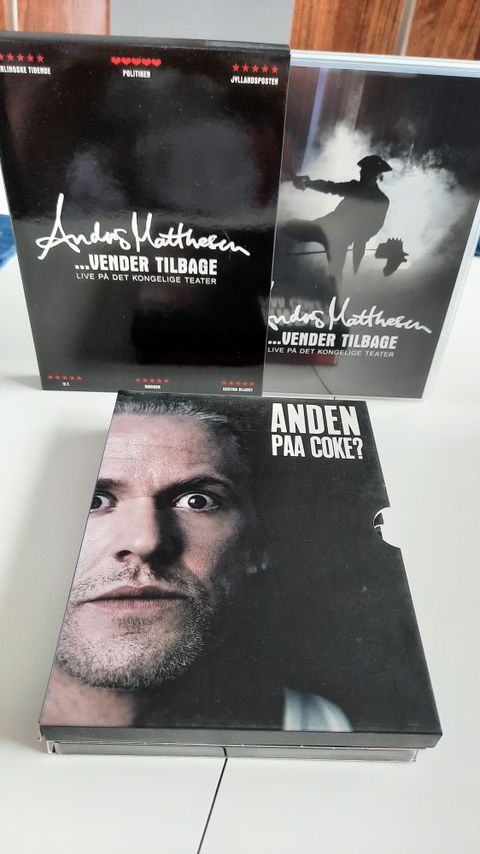 ★★★★★
BERLINGSKE TIDENDE
♥♥♥♥♥
POLITIKEN
★★★★★
JYLLANDSPOSTEN
Anders Matthesen
...VENDER TILBAGE
LIVE PÅ DET KONGELIGE TEATER
★★★★★
B.T.
★★★★★
★★★★★
EKSTRA BLADET
Anders Matthesen
...VENDER TILBAGE
LIVE PÅ DET KONGELIGE TEATER
ANDEN
PAA COKE?